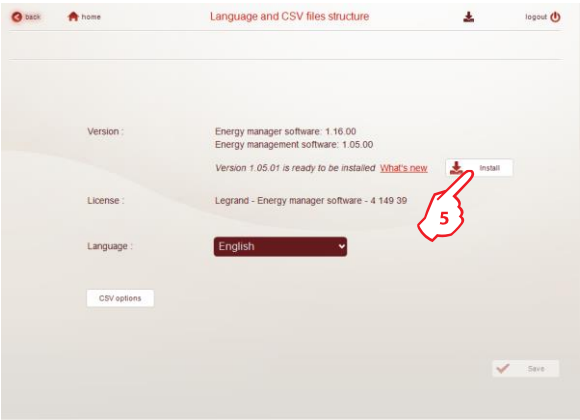 back home Language and CSV files structure logout
Version : Energy manager software: 1.16.00
Energy management software: 1.05.00
Version 1.05.01 is ready to be installed What's new Install
License : Legrand - Energy manager software - 4 149 39
5
Language : English
CSV options
Save